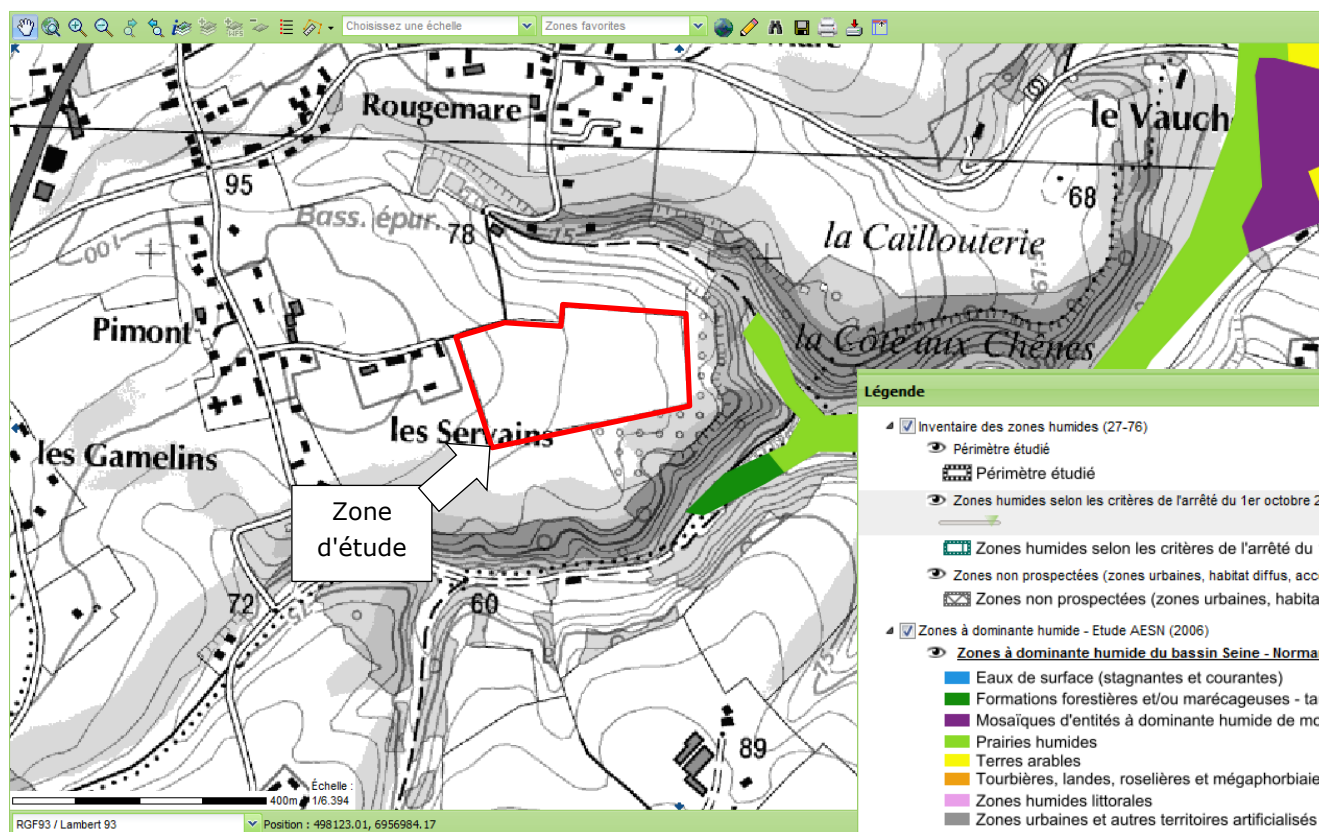 Choisissez une échelle
Zones favorites
Rougemare
le Vauch
95
68
Bass. épur.
78
75
la Caillouterie
100
67,5
Pimont
la Côte aux Chênes
les Servains
les Gamelins
Zone
d'étude
72
75
60
75
89
Légende
Inventaire des zones humides (27-76)
Périmètre étudié
Périmètre étudié
Zones humides selon les critères de l'arrêté du 1er octobre 2
Zones humides selon les critères de l'arrêté du
Zones non prospectées (zones urbaines, habitat diffus, acc
Zones non prospectées (zones urbaines, habita
Zones à dominante humide - Etude AESN (2006)
Zones à dominante humide du bassin Seine - Norma
Eaux de surface (stagnantes et courantes)
Formations forestières et/ou marécageuses - ta
Mosaïques d'entités à dominante humide de mo
Prairies humides
Terres arables
Tourbières, landes, roselières et mégaphorbiaie
Zones humides littorales
Zones urbaines et autres territoires artificialisés
Échelle :
400m 1/6.394
RGF93 / Lambert 93
Position : 498123.01, 6956984.17